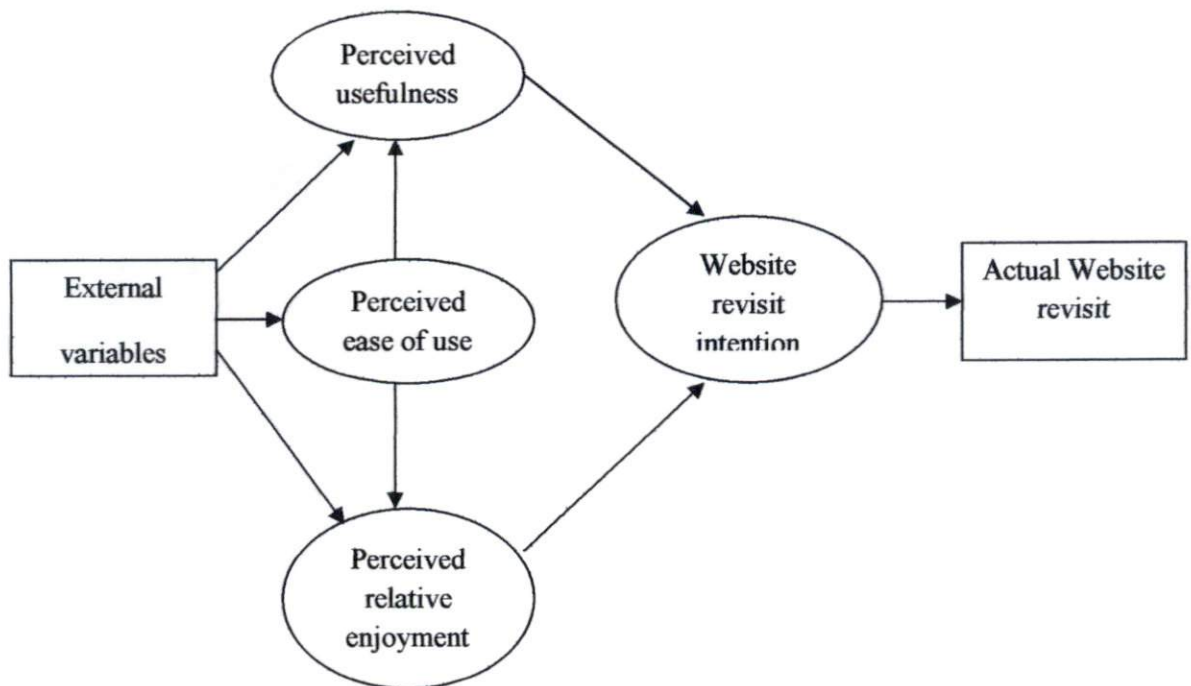 Perceived
usefulness
External
variables
Perceived
ease of use
Website
revisit
intention
Actual Website
revisit
Perceived
relative
enjoyment